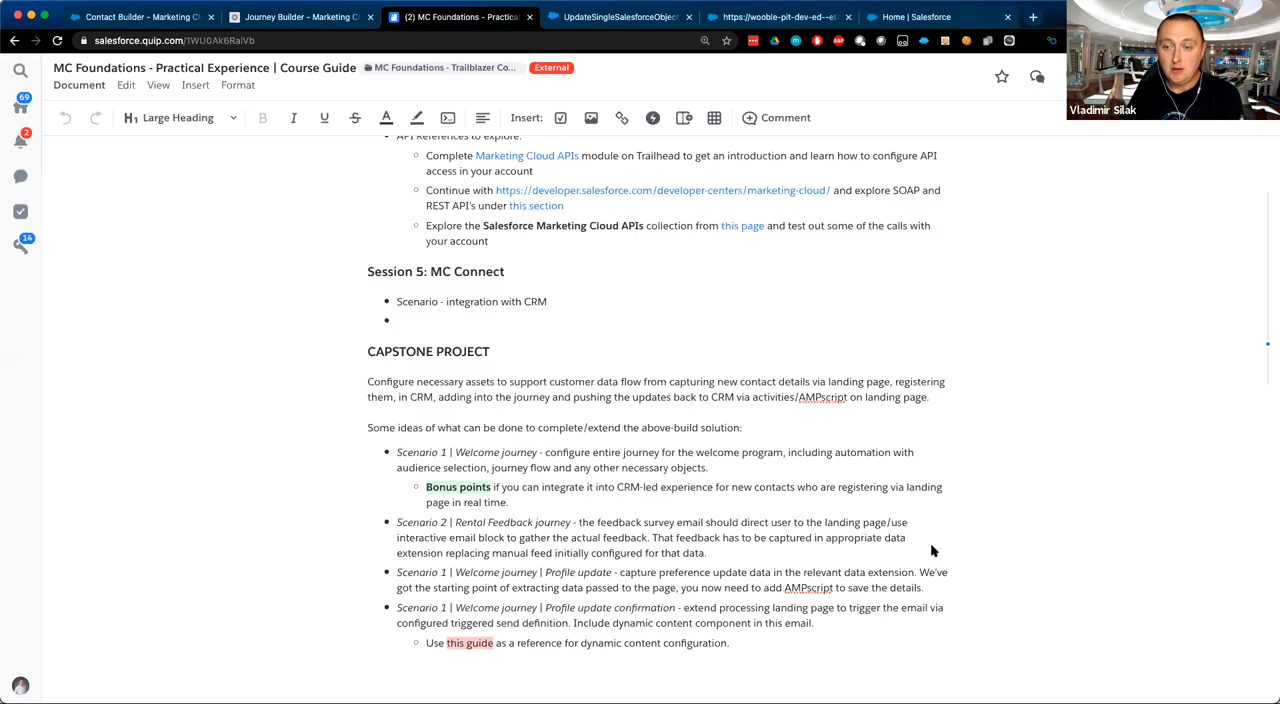 Contact Builder - Marketing Cl
Journey Builder - Marketing C
(2) MC Foundations - Practical
UpdateSingleSalesforceObjec
https://wooble-pit-dev-ed--et
Home | Salesforce
salesforce.quip.com/1WU0Ak6RaiVb
Vladimir Silak
MC Foundations - Practical Experience | Course Guide
MC Foundations - Trailblazer Co...
External
Document Edit View Insert Format
69
2
14
H1 Large Heading
B I U S A
Insert:
Comment
API References to explore:
Complete Marketing Cloud APIs module on Trailhead to get an introduction and learn how to configure API
access in your account
Continue with https://developer.salesforce.com/developer-centers/marketing-cloud/ and explore SOAP and
REST API's under this section
Explore the Salesforce Marketing Cloud APIs collection from this page and test out some of the calls with
your account
Session 5: MC Connect
Scenario - integration with CRM
CAPSTONE PROJECT
Configure necessary assets to support customer data flow from capturing new contact details via landing page, registering
them, in CRM, adding into the journey and pushing the updates back to CRM via activities/AMPscript on landing page.
Some ideas of what can be done to complete/extend the above-build solution:
Scenario 1 | Welcome journey - configure entire journey for the welcome program, including automation with
audience selection, journey flow and any other necessary objects.
Bonus points if you can integrate it into CRM-led experience for new contacts who are registering via landing
page in real time.
Scenario 2 | Rental Feedback journey - the feedback survey email should direct user to the landing page/use
interactive email block to gather the actual feedback. That feedback has to be captured in appropriate data
extension replacing manual feed initially configured for that data.
Scenario 1 | Welcome journey | Profile update - capture preference update data in the relevant data extension. We've
got the starting point of extracting data passed to the page, you now need to add AMPscript to save the details.
Scenario 1 | Welcome journey | Profile update confirmation - extend processing landing page to trigger the email via
configured triggered send definition. Include dynamic content component in this email.
Use this guide as a reference for dynamic content configuration.